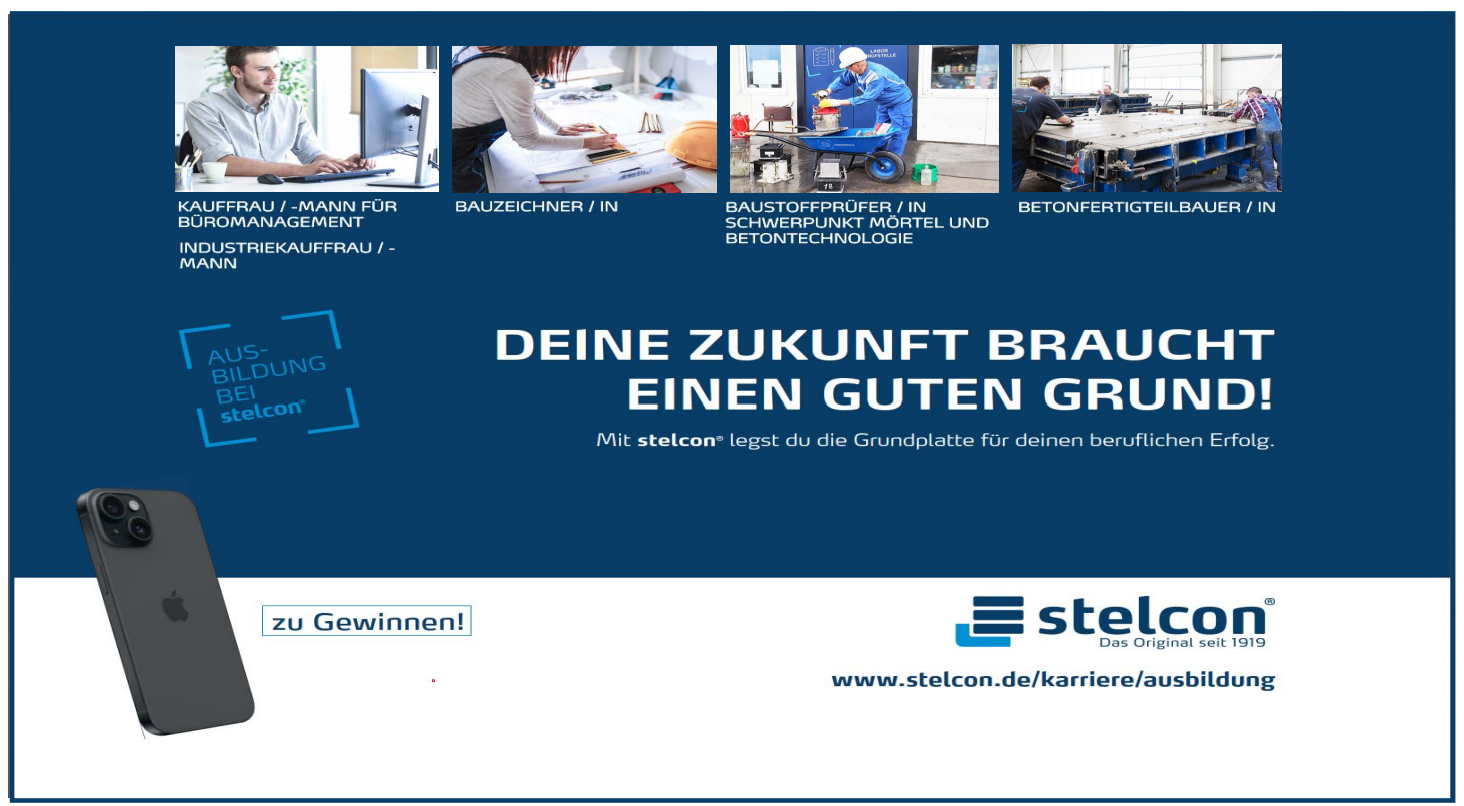 LABOR
18
KAUFFRAU / -MANN FÜR
BÜROMANAGEMENT
INDUSTRIEKAUFFRAU / -
MANN
BAUZEICHNER / IN
BAUSTOFFPRÜFER / IN
SCHWERPUNKT MÖRTEL UND
BETONTECHNOLOGIE
BETONFERTIGTEILBAUER / IN
AUS-
BILDUNG
BEI
stelcon®
DEINE ZUKUNFT BRAUCHT
EINEN GUTEN GRUND!
Mit stelcon® legst du die Grundplatte für deinen beruflichen Erfolg.
zu Gewinnen!
stelcon®
Das Original seit 1919
www.stelcon.de/karriere/ausbildung